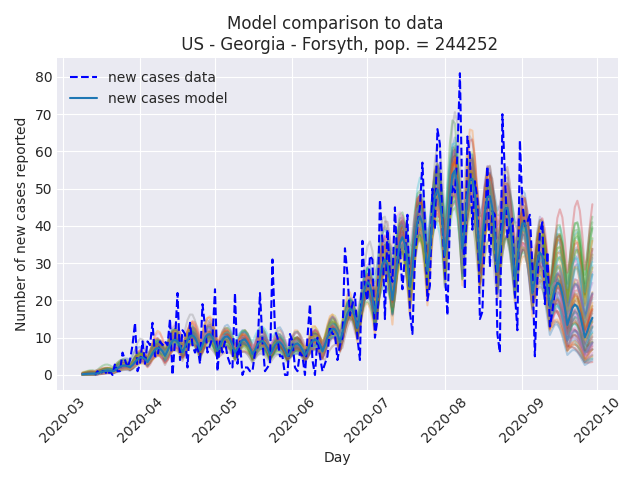 Model comparison to data
US - Georgia - Forsyth, pop. = 244252
new cases data
new cases model
Number of new cases reported
80
70
60
50
40
30
20
10
0
2020-03
2020-04
2020-05
2020-06
2020-07
2020-08
2020-09
2020-10
Day